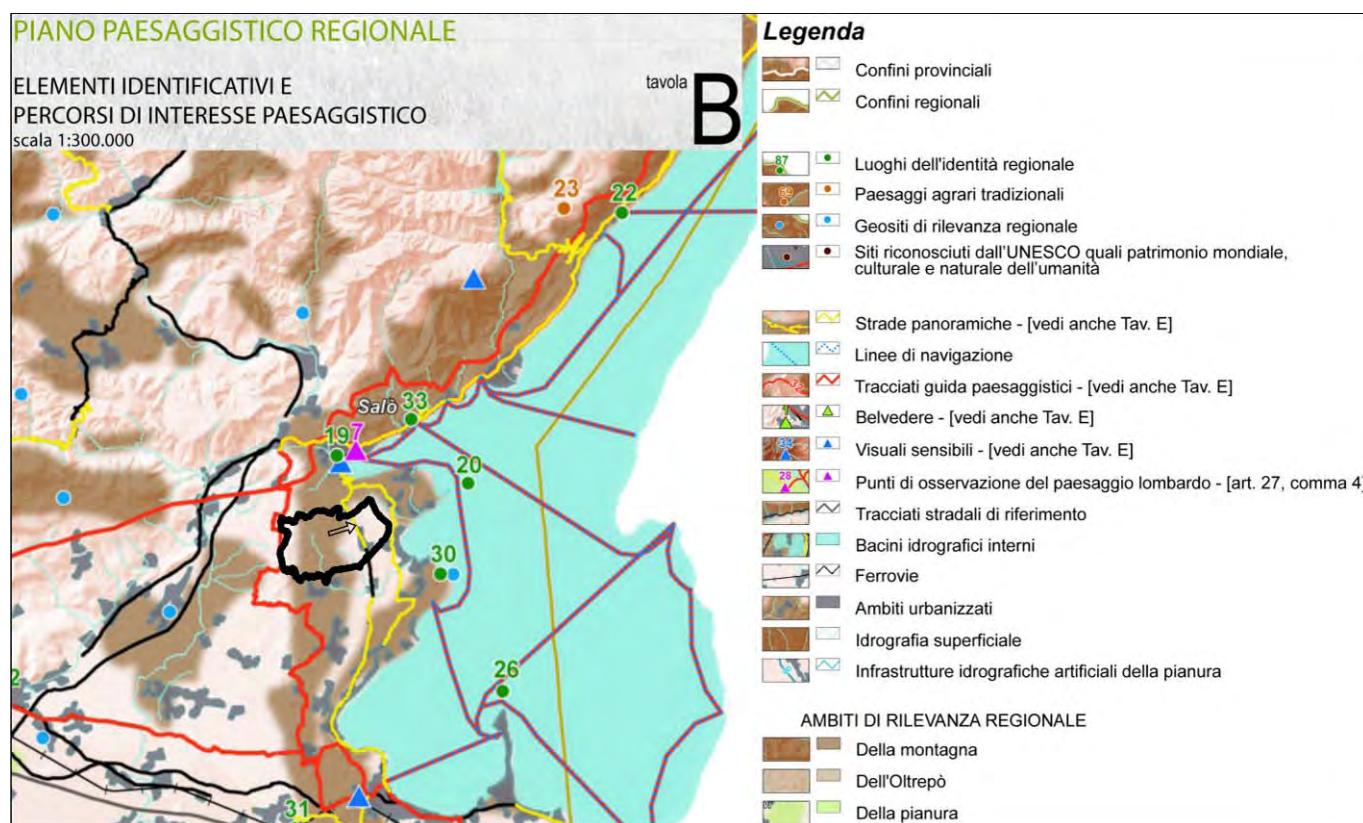 PIANO PAESAGGISTICO REGIONALE
ELEMENTI IDENTIFICATIVI E
PERCORSI DI INTERESSE PAESAGGISTICO
scala 1:300.000
tavola
B
23
22
Salò
33
19
7
20
30
26
2
31
Legenda
Confini provinciali
Confini regionali
87
Luoghi dell'identità regionale
69
Paesaggi agrari tradizionali
Geositi di rilevanza regionale
Siti riconosciuti dall'UNESCO quali patrimonio mondiale,
culturale e naturale dell'umanità
Strade panoramiche - [vedi anche Tav. E]
Linee di navigazione
Tracciati guida paesaggistici - [vedi anche Tav. E]
Belvedere - [vedi anche Tav. E]
34
Visuali sensibili - [vedi anche Tav. E]
28
Punti di osservazione del paesaggio lombardo - [art. 27, comma 4]
Tracciati stradali di riferimento
Bacini idrografici interni
Ferrovie
Ambiti urbanizzati
Idrografia superficiale
Infrastrutture idrografiche artificiali della pianura
AMBITI DI RILEVANZA REGIONALE
Della montagna
Dell'Oltrepò
Della pianura